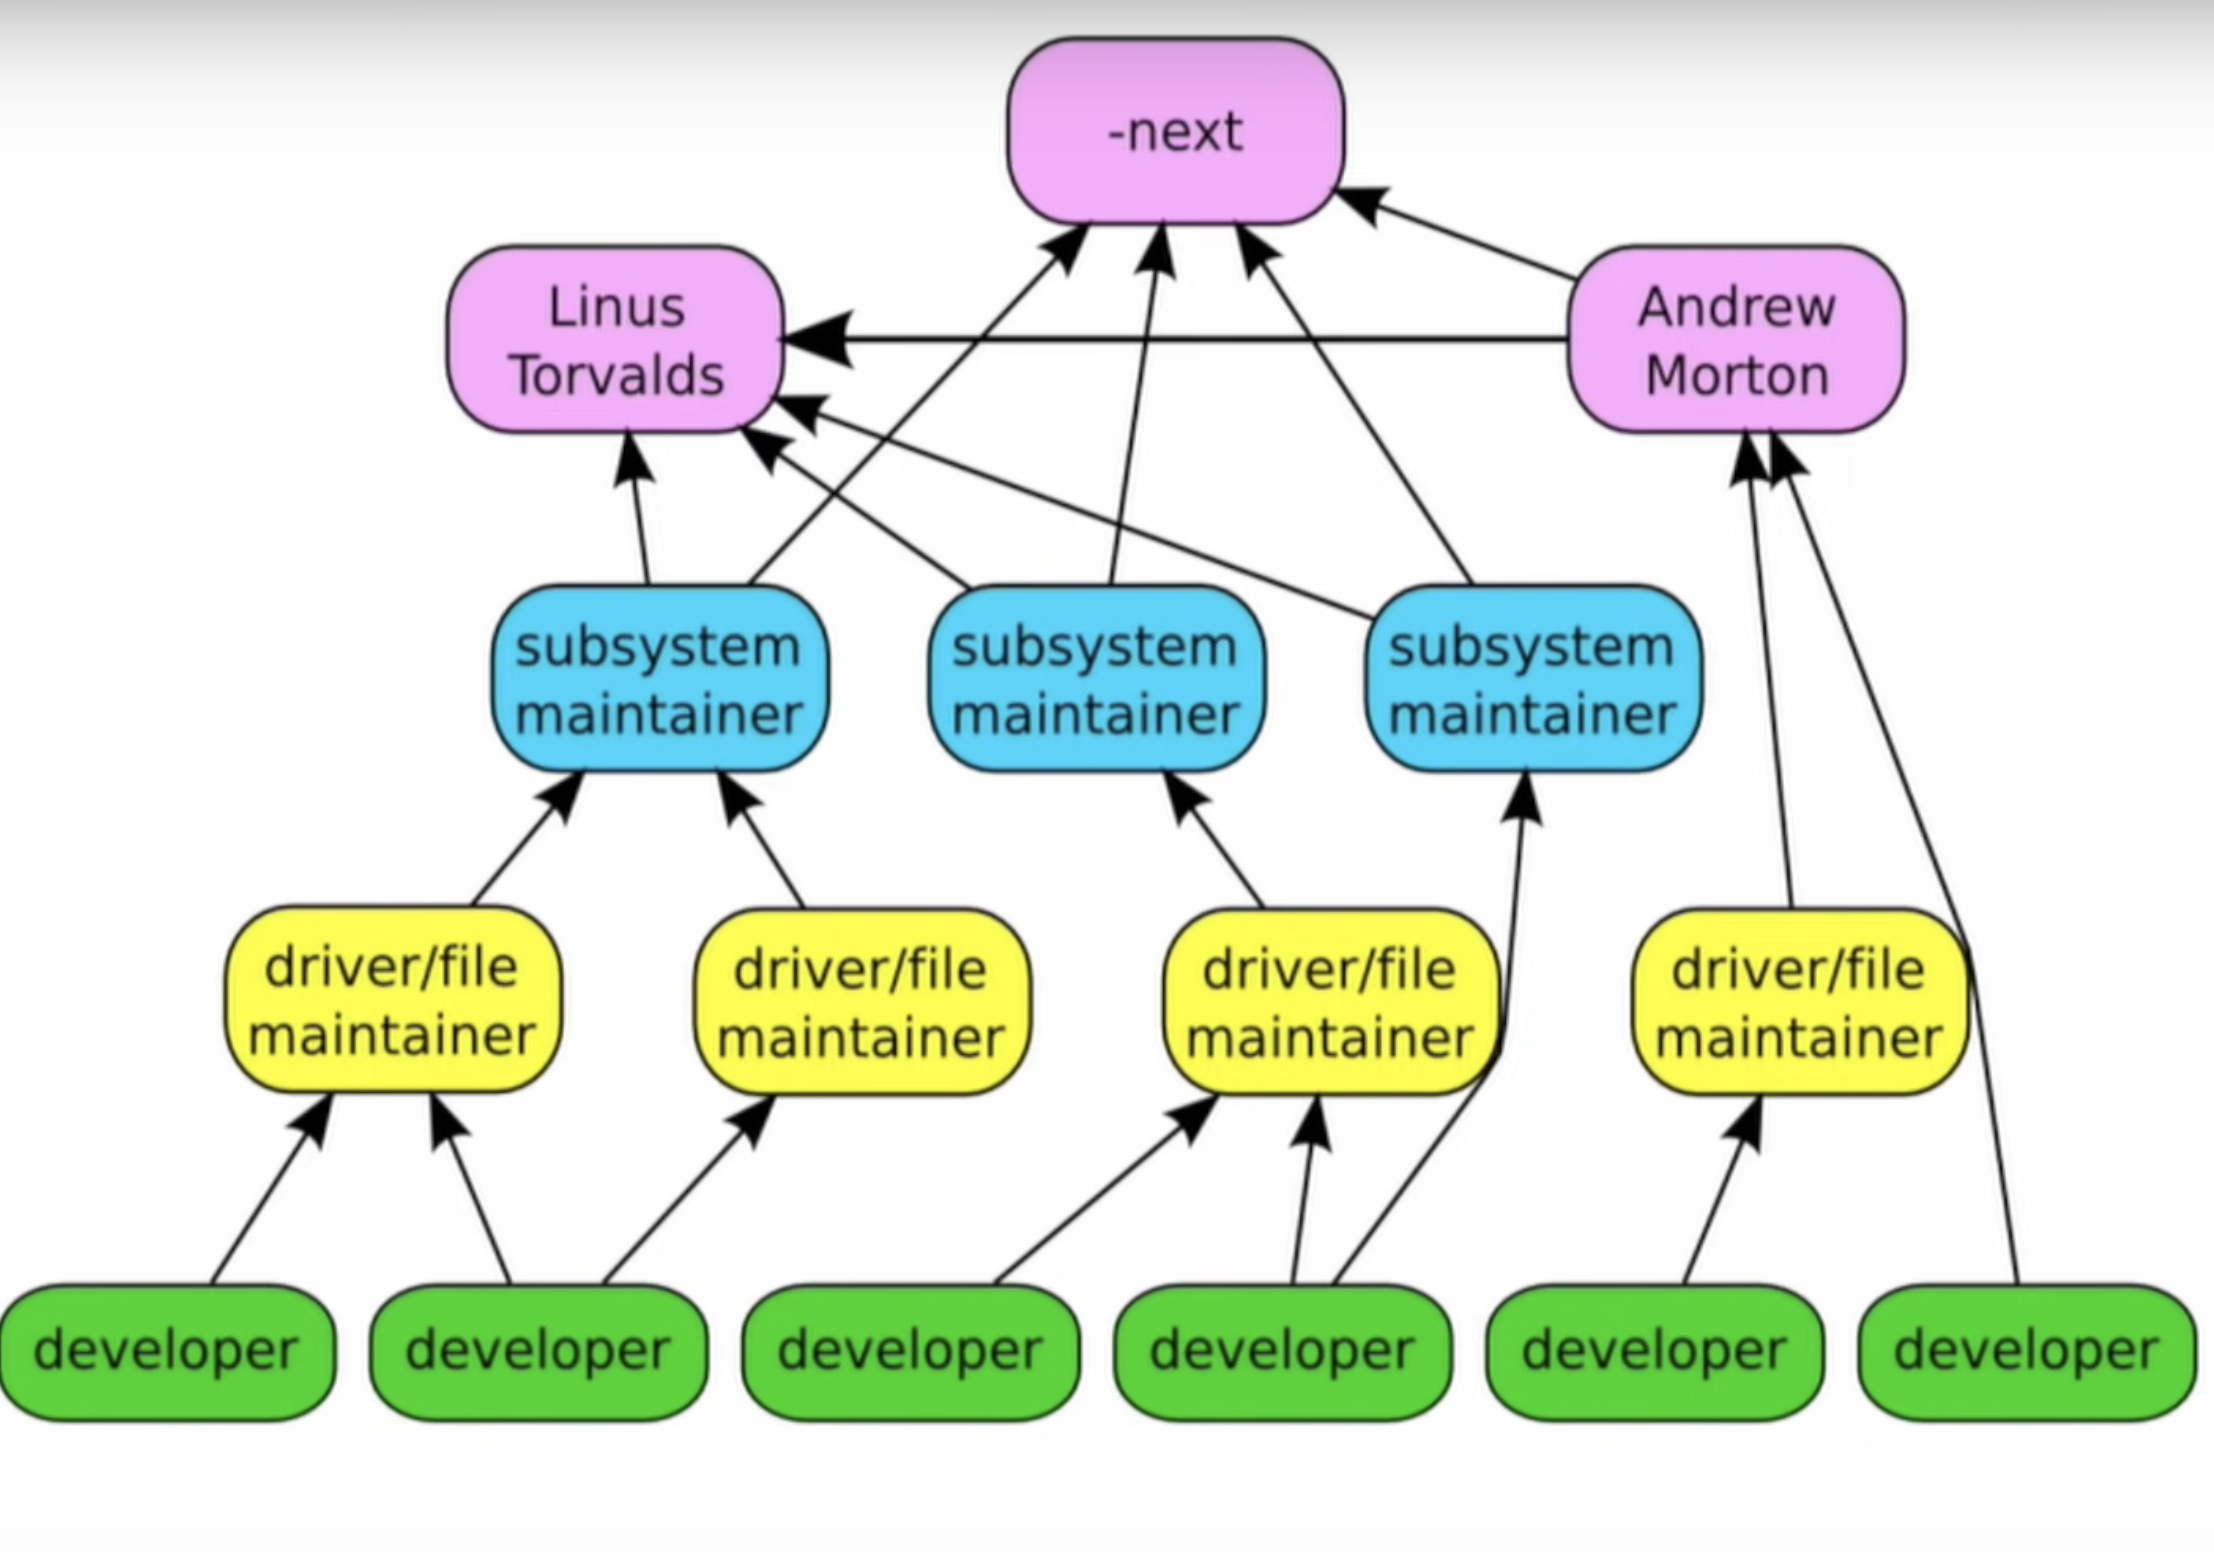 -next
Linus
Torvalds
Andrew
Morton
subsystem
maintainer
subsystem
maintainer
subsystem
maintainer
driver/file
maintainer
driver/file
maintainer
driver/file
maintainer
driver/file
maintainer
developer
developer
developer
developer
developer
developer